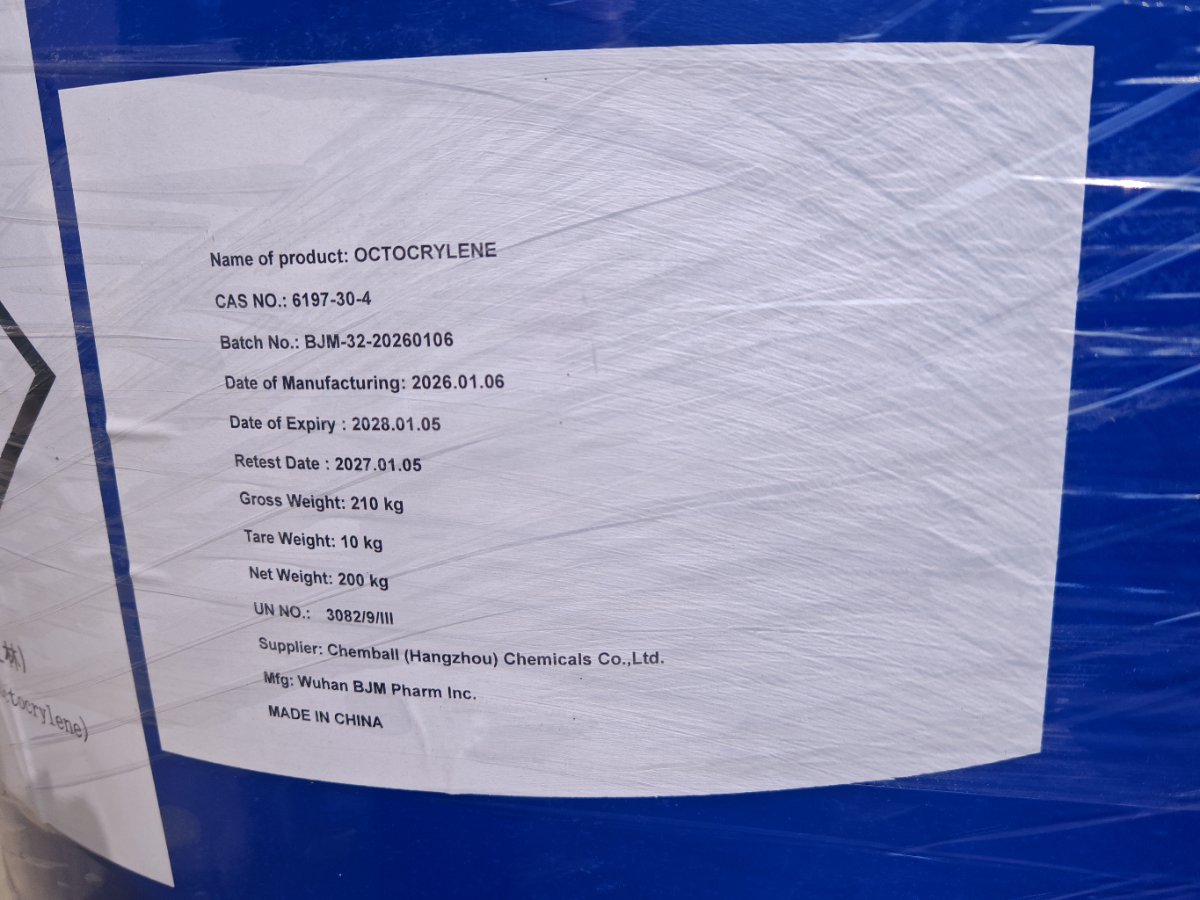 Name of product: OCTOCRYLENE
CAS NO.: 6197-30-4
Batch No.: BJM-32-20260106
Date of Manufacturing: 2026.01.06
Date of Expiry : 2028.01.05
Retest Date : 2027.01.05
Gross Weight: 210 kg
Tare Weight: 10 kg
Net Weight: 200 kg
UN NO.: 3082/9/III
Supplier: Chemball (Hangzhou) Chemicals Co.,Ltd.
Mfg: Wuhan BJM Pharm Inc.
MADE IN CHINA
林)